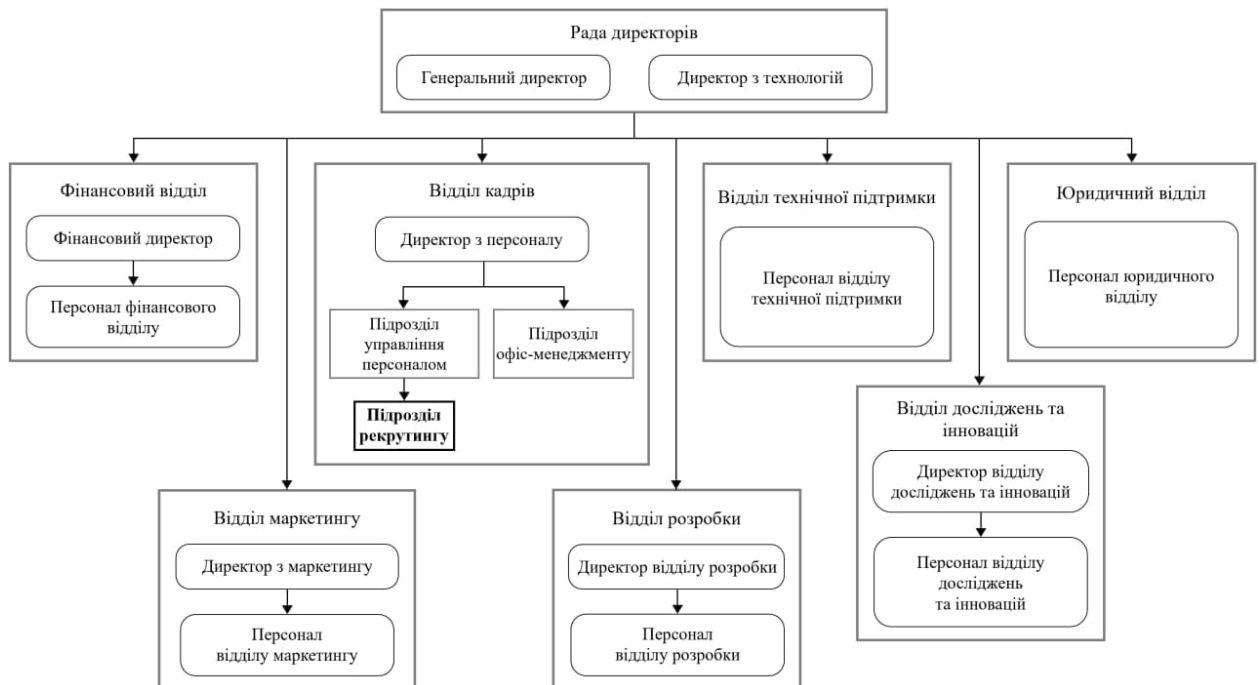 Рада директорів
Генеральний директор
Директор з технологій
Фінансовий відділ
Фінансовий директор
Персонал фінансового
відділу
Відділ кадрів
Директор з персоналу
Підрозділ
управління
персоналом
Підрозділ
офіс-менеджменту
Підрозділ
рекрутингу
Відділ технічної підтримки
Персонал відділу
технічної підтримки
Юридичний відділ
Персонал юридичного
відділу
Відділ маркетингу
Директор з маркетингу
Персонал
відділу маркетингу
Відділ розробки
Директор відділу розробки
Персонал
відділу розробки
Відділ досліджень та
інновацій
Директор відділу
досліджень та інновацій
Персонал відділу
досліджень
та інновацій